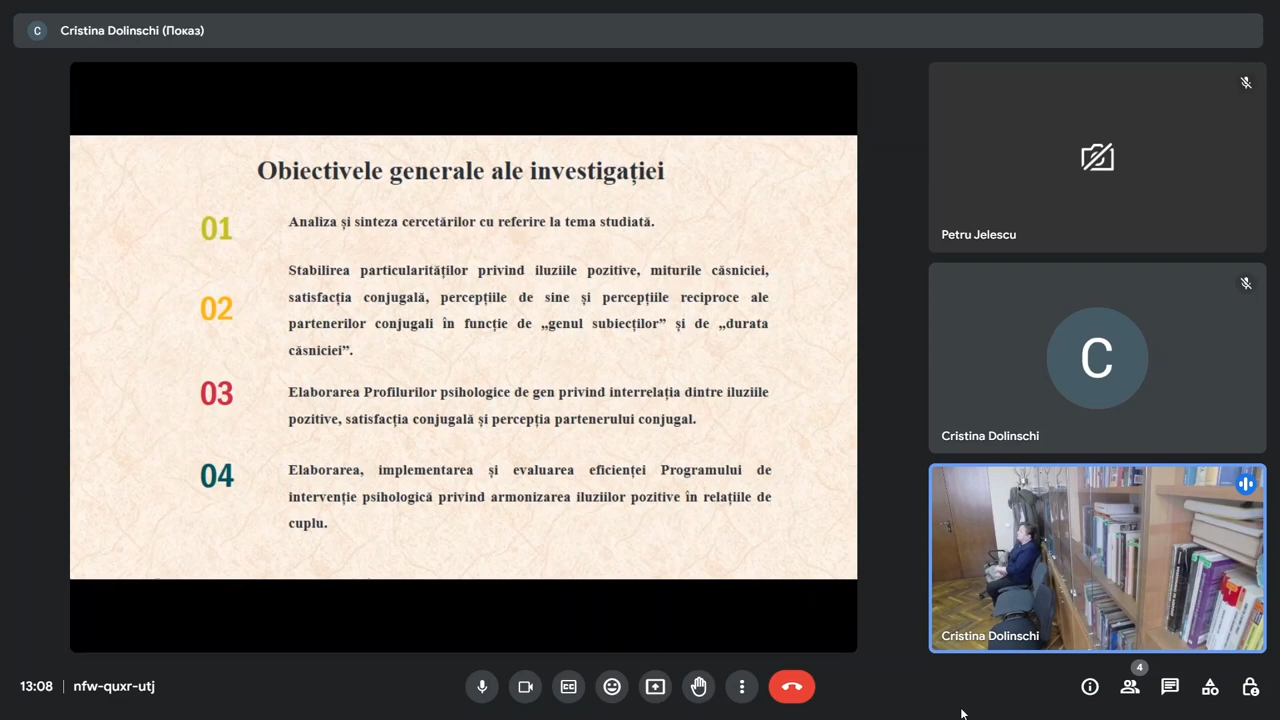 C
Cristina Dolinschi (Показ)
Obiectivele generale ale investigației
01
Analiza și sinteza cercetărilor cu referire la tema studiată.
02
Stabilirea particularităților privind iluziile pozitive, miturile căsniciei,
satisfacția conjugală, percepțiile de sine și percepțiile reciproce ale
partenerilor conjugali în funcție de „genul subiecților” și de „durata
căsniciei”.
03
Elaborarea Profilurilor psihologice de gen privind interrelația dintre iluziile
pozitive, satisfacția conjugală și percepția partenerului conjugal.
04
Elaborarea, implementarea și evaluarea eficienței Programului de
intervenție psihologică privind armonizarea iluziilor pozitive în relațiile de
cuplu.
Petru Jelescu
C
Cristina Dolinschi
Cristina Dolinschi
13:08 | nfw-quxr-utj
4